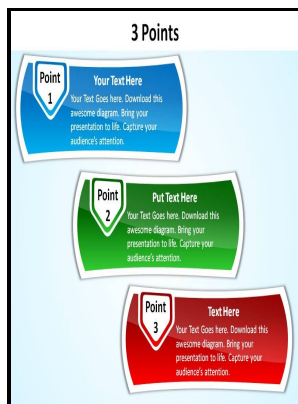 3 Points
Point
1
Your Text Here
Your Text Goes here. Download this
awesome diagram. Bring your
presentation to life. Capture your
audience's attention.
Point
2
Put Text Here
Your Text Goes here. Download this
awesome diagram. Bring your
presentation to life. Capture your
audience's attention.
Point
3
Text Here
Your Text Goes here. Download this
awesome diagram. Bring your
presentation to life. Capture your
audience's attention.